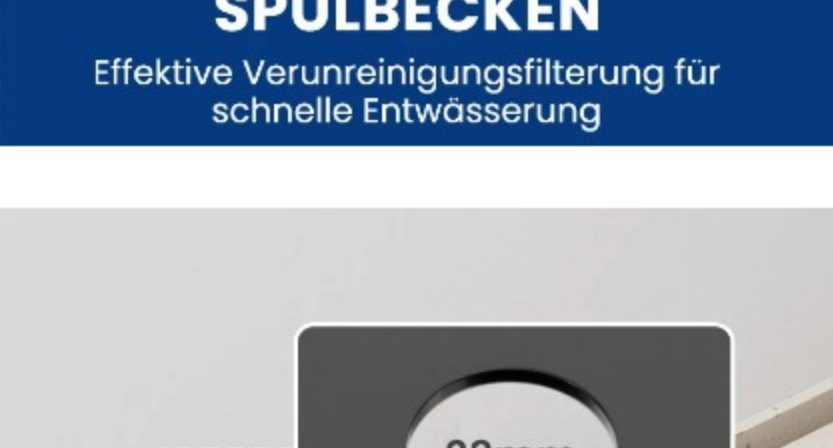 SPÜLBECKEN
Effektive Verunreinigungsfilterung für
schnelle Entwässerung